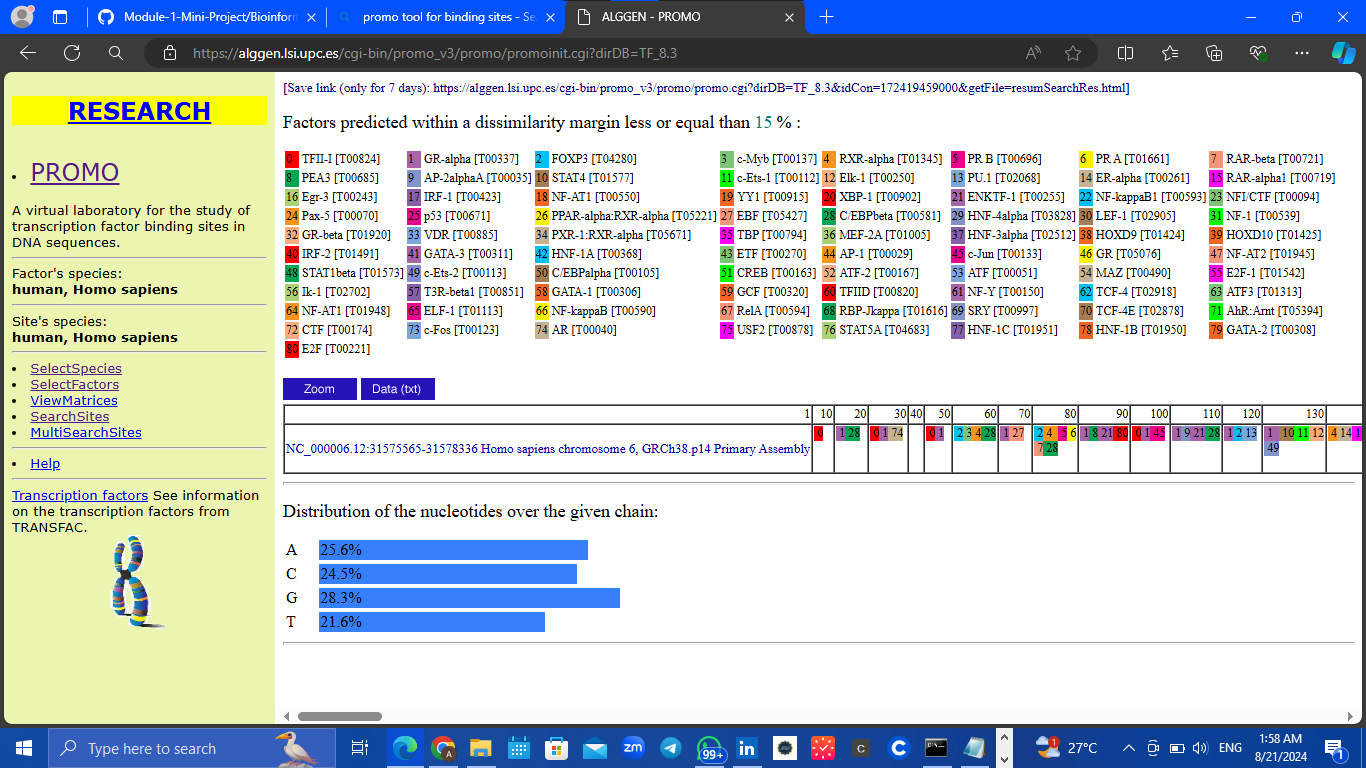 Module-1-Mini-Project/Bioinform
promo tool for binding sites - Se
ALGGEN - PROMO
https://alggen.lsi.upc.es/cgi-bin/promo_v3/promo/promoinit.cgi?dirDB=TF_8.3
RESEARCH
PROMO
A virtual laboratory for the study of
transcription factor binding sites in
DNA sequences.
Factor's species:
human, Homo sapiens
Site's species:
human, Homo sapiens
SelectSpecies
SelectFactors
ViewMatrices
SearchSites
MultiSearchSites
Help
Transcription factors See information
on the transcription factors from
TRANSFAC.
[Save link (only for 7 days): https://alggen.lsi.upc.es/cgi-bin/promo_v3/promo/promo.cgi?dirDB=TF_8.3&idCon=172419459000&getFile=resumSearchRes.html]
Factors predicted within a dissimilarity margin less or equal than 15 % :
0 TFII-I [T00824] 1 GR-alpha [T00337] 2 FOXP3 [T04280] 3 c-Myb [T00137] 4 RXR-alpha [T01345] 5 PR B [T00696] 6 PR A [T01661] 7 RAR-beta [T00721]
8 PEA3 [T00685] 9 AP-2alphaA [T00035] 10 STAT4 [T01577] 11 c-Ets-1 [T00112] 12 Elk-1 [T00250] 13 PU.1 [T02068] 14 ER-alpha [T00261] 15 RAR-alpha1 [T00719]
16 Egr-3 [T00243] 17 IRF-1 [T00423] 18 NF-AT1 [T00550] 19 YY1 [T00915] 20 XBP-1 [T00902] 21 ENKTF-1 [T00255] 22 NF-kappaB1 [T00593] 23 NFI/CTF [T00094]
24 Pax-5 [T00070] 25 p53 [T00671] 26 PPAR-alpha:RXR-alpha [T05221] 27 EBF [T05427] 28 C/EBPbeta [T00581] 29 HNF-4alpha [T03828] 30 LEF-1 [T02905] 31 NF-1 [T00539]
32 GR-beta [T01920] 33 VDR [T00885] 34 PXR-1:RXR-alpha [T05671] 35 TBP [T00794] 36 MEF-2A [T01005] 37 HNF-3alpha [T02512] 38 HOXD9 [T01424] 39 HOXD10 [T01425]
40 IRF-2 [T01491] 41 GATA-3 [T00311] 42 HNF-1A [T00368] 43 ETF [T00270] 44 AP-1 [T00029] 45 c-Jun [T00133] 46 GR [T05076] 47 NF-AT2 [T01945]
48 STAT1beta [T01573] 49 c-Ets-2 [T00113] 50 C/EBPalpha [T00105] 51 CREB [T00163] 52 ATF-2 [T00167] 53 ATF [T00051] 54 MAZ [T00490] 55 E2F-1 [T01542]
56 Ik-1 [T02702] 57 T3R-beta1 [T00851] 58 GATA-1 [T00306] 59 GCF [T00320] 60 TFIID [T00820] 61 NF-Y [T00150] 62 TCF-4 [T02918] 63 ATF3 [T01313]
64 NF-AT1 [T01948] 65 ELF-1 [T01113] 66 NF-kappaB [T00590] 67 RelA [T00594] 68 RBP-Jkappa [T01616] 69 SRY [T00997] 70 TCF-4E [T02878] 71 AhR:Arnt [T05394]
72 CTF [T00174] 73 c-Fos [T00123] 74 AR [T00040] 75 USF2 [T00878] 76 STAT5A [T04683] 77 HNF-1C [T01951] 78 HNF-1B [T01950] 79 GATA-2 [T00308]
80 E2F [T00221]
Zoom Data (txt)
1 10 20 30 40 50 60 70 80 90 100 110 120 130
0 1 28 0 1 74 0 1 2 3 4 28 1 27 2 4 5 6 1 8 21 80 0 1 45 1 9 21 28 1 2 13 1 10 11 12 4 14 1
NC_000006.12:31575565-31578336 Homo sapiens chromosome 6, GRCh38.p14 Primary Assembly 7 28 49
Distribution of the nucleotides over the given chain:
A 25.6%
C 24.5%
G 28.3%
T 21.6%
Type here to search
zm
99+
in
C
C
1
27°C
ENG
1:58 AM
8/21/2024
1